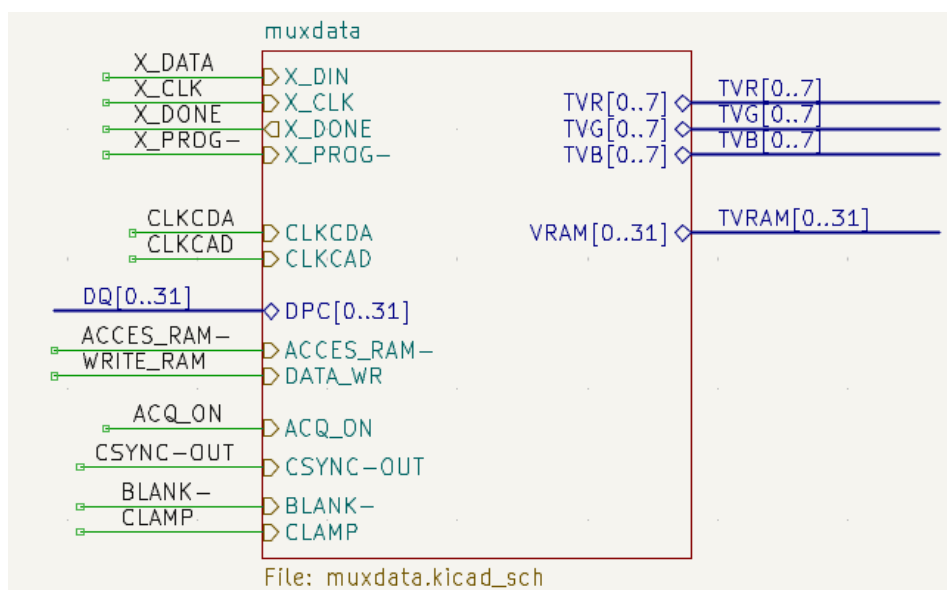 muxdata
X_DATA
X_DIN
X_CLK
X_CLK
X_DONE
X_DONE
X_PROG-
X_PROG-
TVR[0..7]
TVR[0..7]
TVG[0..7]
TVG[0..7]
TVB[0..7]
TVB[0..7]
CLKCDA
CLKCDA
CLKCAD
CLKCAD
VRAM[0..31]
TVRAM[0..31]
DQ[0..31]
DPC[0..31]
ACCES_RAM-
ACCES_RAM-
WRITE_RAM
DATA_WR
ACQ_ON
ACQ_ON
CSYNC-OUT
CSYNC-OUT
BLANK-
BLANK-
CLAMP
CLAMP
File: muxdata.kicad_sch